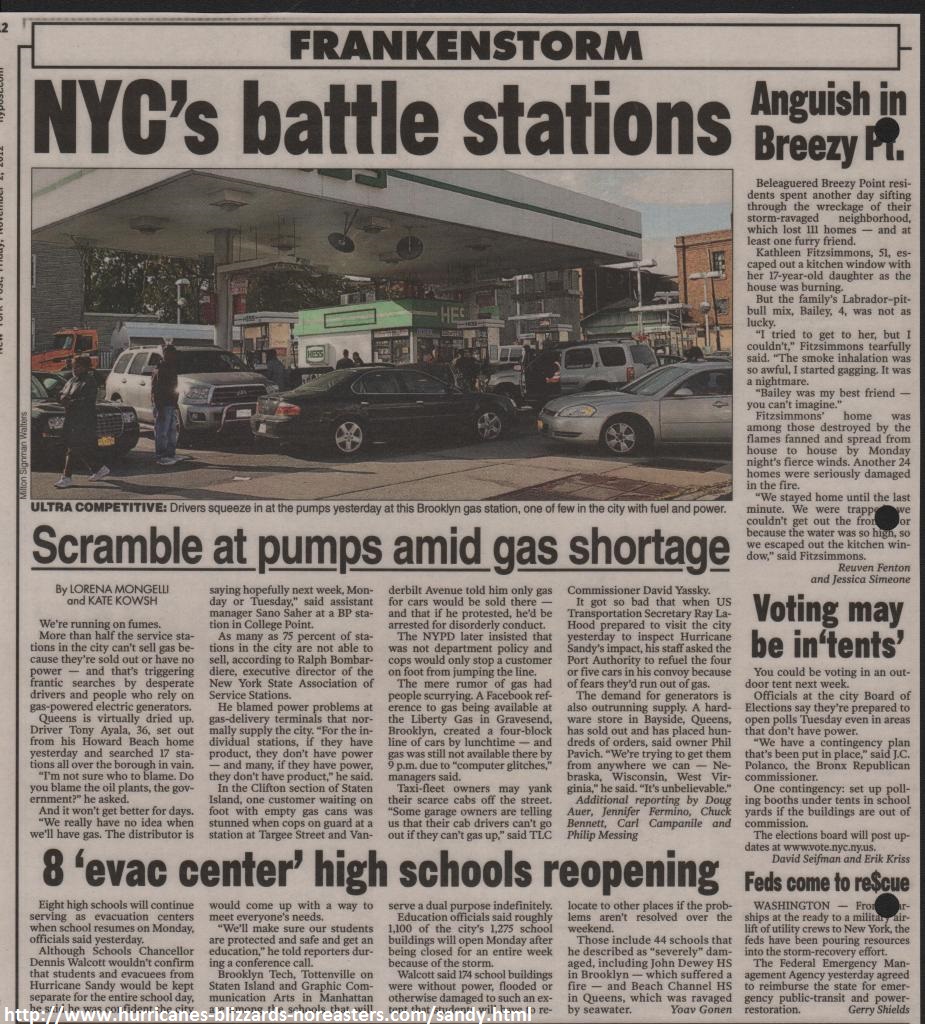 .2
nypost.com
New York Post, Friday, November 2, 2012
FRANKENSTORM
NYC's battle stations
HESS
HESS
Milton Signman Walters
ULTRA COMPETITIVE: Drivers squeeze in at the pumps yesterday at this Brooklyn gas station, one of few in the city with fuel and power.
Scramble at pumps amid gas shortage
By LORENA MONGELLI
and KATE KOWSH
We're running on fumes.
More than half the service sta-
tions in the city can't sell gas be-
cause they're sold out or have no
power — and that's triggering
frantic searches by desperate
drivers and people who rely on
gas-powered electric generators.
Queens is virtually dried up.
Driver Tony Ayala, 36, set out
from his Howard Beach home
yesterday and searched 17 sta-
tions all over the borough in vain.
"I'm not sure who to blame. Do
you blame the oil plants, the gov-
ernment?" he asked.
And it won't get better for days.
"We really have no idea when
we'll have gas. The distributor is
saying hopefully next week, Mon-
day or Tuesday," said assistant
manager Sano Saher at a BP sta-
tion in College Point.
As many as 75 percent of sta-
tions in the city are not able to
sell, according to Ralph Bombar-
diere, executive director of the
New York State Association of
Service Stations.
He blamed power problems at
gas-delivery terminals that nor-
mally supply the city. "For the in-
dividual stations, if they have
product, they don't have power
— and many, if they have power,
they don't have product," he said.
In the Clifton section of Staten
Island, one customer waiting on
foot with empty gas cans was
stunned when cops on guard at a
station at Targee Street and Van-
derbilt Avenue told him only gas
for cars would be sold there —
and that if he protested, he'd be
arrested for disorderly conduct.
The NYPD later insisted that
was not department policy and
cops would only stop a customer
on foot from jumping the line.
The mere rumor of gas had
people scurrying. A Facebook ref-
erence to gas being available at
the Liberty Gas in Gravesend,
Brooklyn, created a four-block
line of cars by lunchtime — and
gas was still not available there by
9 p.m. due to "computer glitches,"
managers said.
Taxi-fleet owners may yank
their scarce cabs off the street.
"Some garage owners are telling
us that their cab drivers can't go
out if they can't gas up," said TLC
Commissioner David Yassky.
It got so bad that when US
Transportation Secretary Ray La-
Hood prepared to visit the city
yesterday to inspect Hurricane
Sandy's impact, his staff asked the
Port Authority to refuel the four
or five cars in his convoy because
of fears they'd run out of gas.
The demand for generators is
also outrunning supply. A hard-
ware store in Bayside, Queens,
has sold out and has placed hun-
dreds of orders, said owner Phil
Pavich. "We're trying to get them
from anywhere we can — Ne-
braska, Wisconsin, West Vir-
ginia," he said. "It's unbelievable."
Additional reporting by Doug
Auer, Jennifer Fermino, Chuck
Bennett, Carl Campanile and
Philip Messing
8 'evac center' high schools reopening
Eight high schools will continue
serving as evacuation centers
when school resumes on Monday,
officials said yesterday.
Although Schools Chancellor
Dennis Walcott wouldn't confirm
that students and evacuees from
Hurricane Sandy would be kept
separate for the entire school day,
he said he was confident the city
would come up with a way to
meet everyone's needs.
"We'll make sure our students
are protected and safe and get an
education," he told reporters dur-
ing a conference call.
Brooklyn Tech, Tottenville on
Staten Island and Graphic Com-
munication Arts in Manhattan
are among the schools that will
serve a dual purpose indefinitely.
Education officials said roughly
1,100 of the city's 1,275 school
buildings will open Monday after
being closed for an entire week
because of the storm.
Walcott said 174 school buildings
were without power, flooded or
otherwise damaged to such an ex-
tent that students will have to re-
locate to other places if the prob-
lems aren't resolved over the
weekend.
Those include 44 schools that
he described as "severely" dam-
aged, including John Dewey HS
in Brooklyn — which suffered a
fire — and Beach Channel HS
in Queens, which was ravaged
by seawater. Yoav Gonen
Anguish in
Breezy Pt.
Beleaguered Breezy Point resi-
dents spent another day sifting
through the wreckage of their
storm-ravaged neighborhood,
which lost 111 homes — and at
least one furry friend.
Kathleen Fitzsimmons, 51, es-
caped out a kitchen window with
her 17-year-old daughter as the
house was burning.
But the family's Labrador–pit-
bull mix, Bailey, 4, was not as
lucky.
"I tried to get to her, but I
couldn't," Fitzsimmons tearfully
said. "The smoke inhalation was
so awful, I started gagging. It was
a nightmare.
"Bailey was my best friend —
you can't imagine."
Fitzsimmons' home was
among those destroyed by the
flames fanned and spread from
house to house by Monday
night's fierce winds. Another 24
homes were seriously damaged
in the fire.
"We stayed home until the last
minute. We were trapped, we
couldn't get out the front door
because the water was so high, so
we escaped out the kitchen win-
dow," said Fitzsimmons.
Reuven Fenton
and Jessica Simeone
Voting may
be in'tents'
You could be voting in an out-
door tent next week.
Officials at the city Board of
Elections say they're prepared to
open polls Tuesday even in areas
that don't have power.
"We have a contingency plan
that's been put in place," said J.C.
Polanco, the Bronx Republican
commissioner.
One contingency: set up poll-
ing booths under tents in school
yards if the buildings are out of
commission.
The elections board will post up-
dates at www.vote.nyc.ny.us.
David Seifman and Erik Kriss
Feds come to re$cue
WASHINGTON — From
ships at the ready to a military air-
lift of utility crews to New York, the
feds have been pouring resources
into the storm-recovery effort.
The Federal Emergency Man-
agement Agency yesterday agreed
to reimburse the state for emer-
gency public-transit and power-
restoration. Gerry Shields
http://www.hurricanes-blizzards-noreasters.com/sandy.html